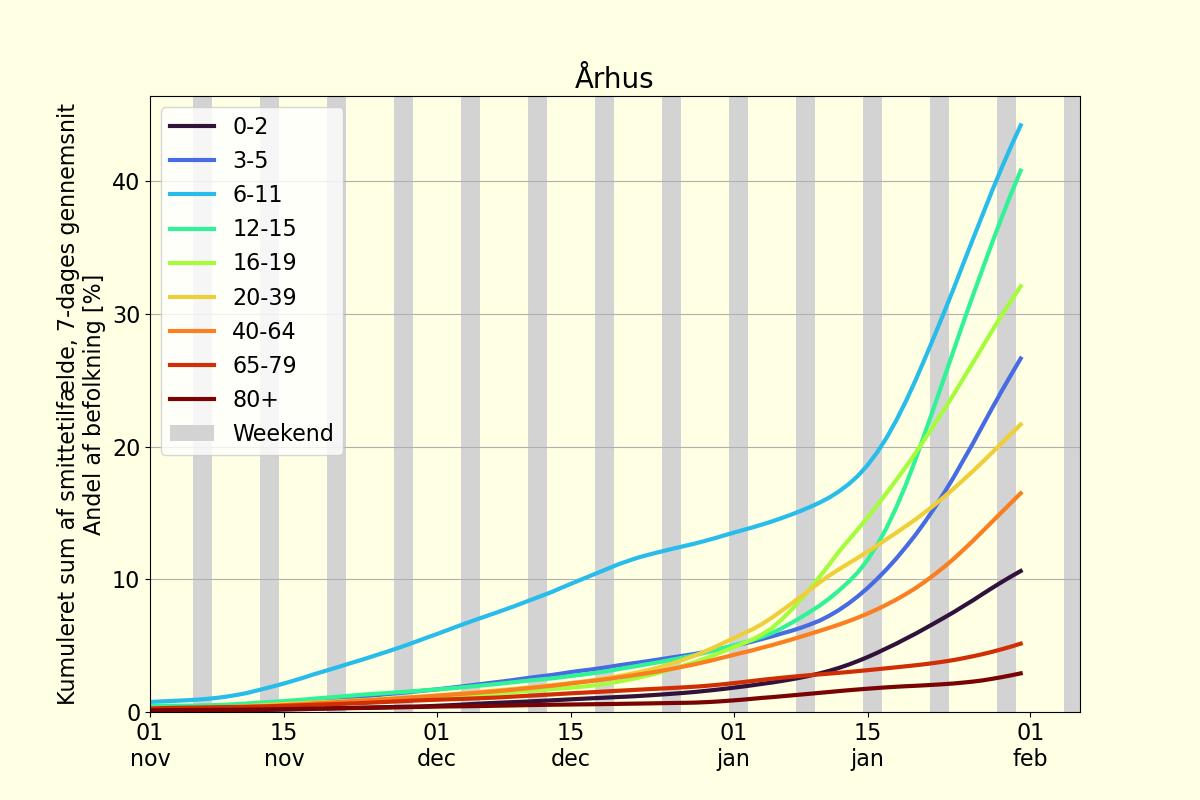 Århus
Kumuleret sum af smittetilfælde, 7-dages gennemsnit
Andel af befolkning [%]
40
30
20
10
0
0-2
3-5
6-11
12-15
16-19
20-39
40-64
65-79
80+
Weekend
01 15 01 15 01 15 01
nov nov dec dec jan jan feb